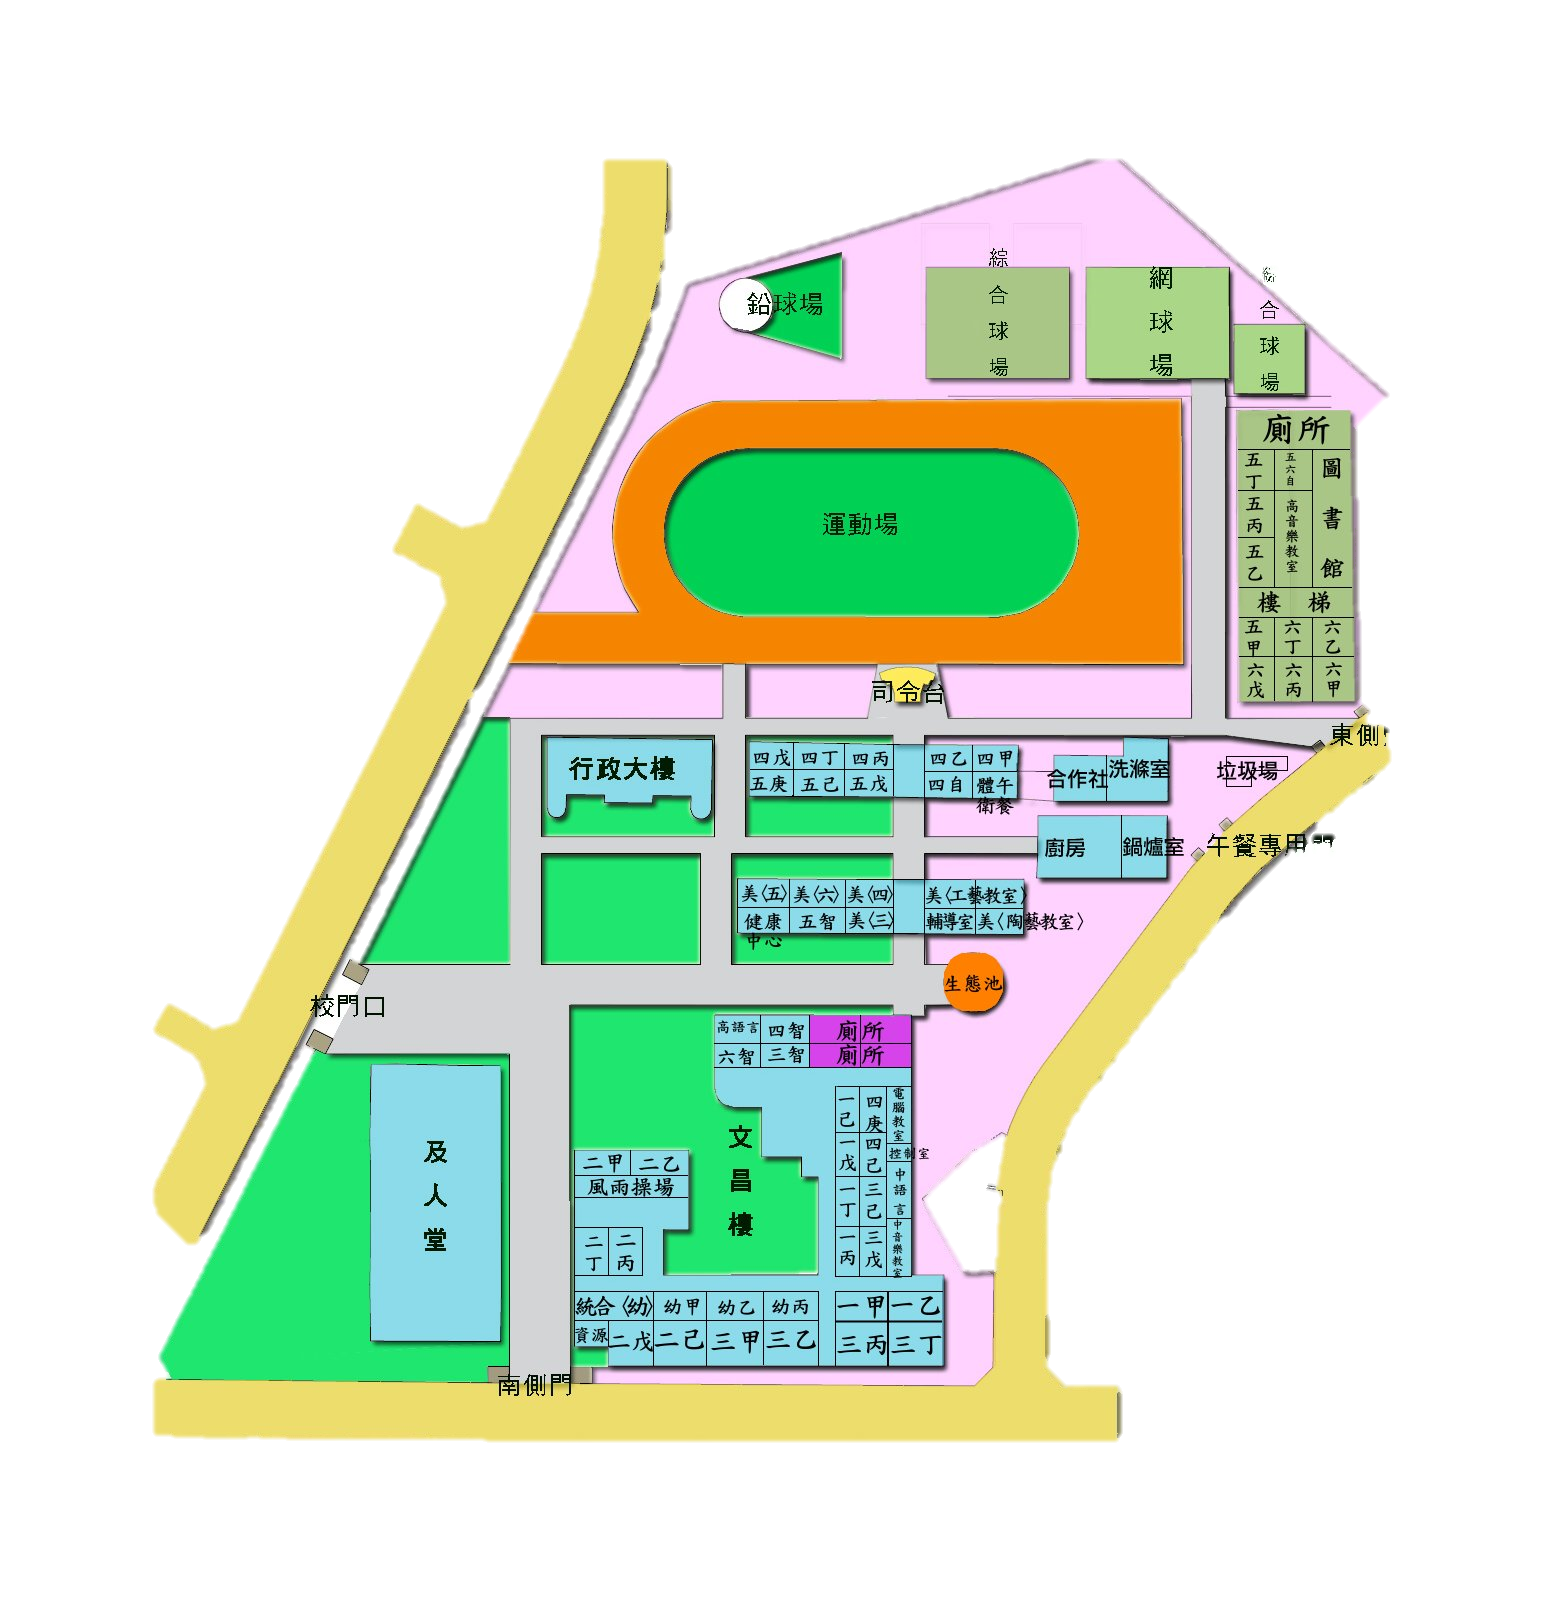 綜合球場
網球場
合球場
鉛球場
廁所
五丁
五六自
圖書館
五丙
高音樂教室
五乙
運動場
樓梯
五甲
六丁
六乙
六戊
六丙
六甲
司令台
東側
行政大樓
四戊
四丁
四丙
四乙
四甲
五庚
五己
五戊
四自
體衛
午餐
合作社
洗滌室
垃圾場
廚房
鍋爐室
午餐專用
美〈五〉
美〈六〉
美〈四〉
美〈工藝教室〉
健康中心
五智
美〈三〉
輔導室
美〈陶藝教室〉
生態池
校門口
高語言
四智
廁所
六智
三智
廁所
文昌樓
一己
四庚
電腦教室
一戊
四己
控制室
一丁
三己
中語言
一丙
三戊
中音樂教室
及人堂
二甲
二乙
風雨操場
二丁
二丙
統合〈幼〉
幼甲
幼乙
幼丙
一甲
一乙
資源
二戊
二己
三甲
三乙
三丙
三丁
南側門